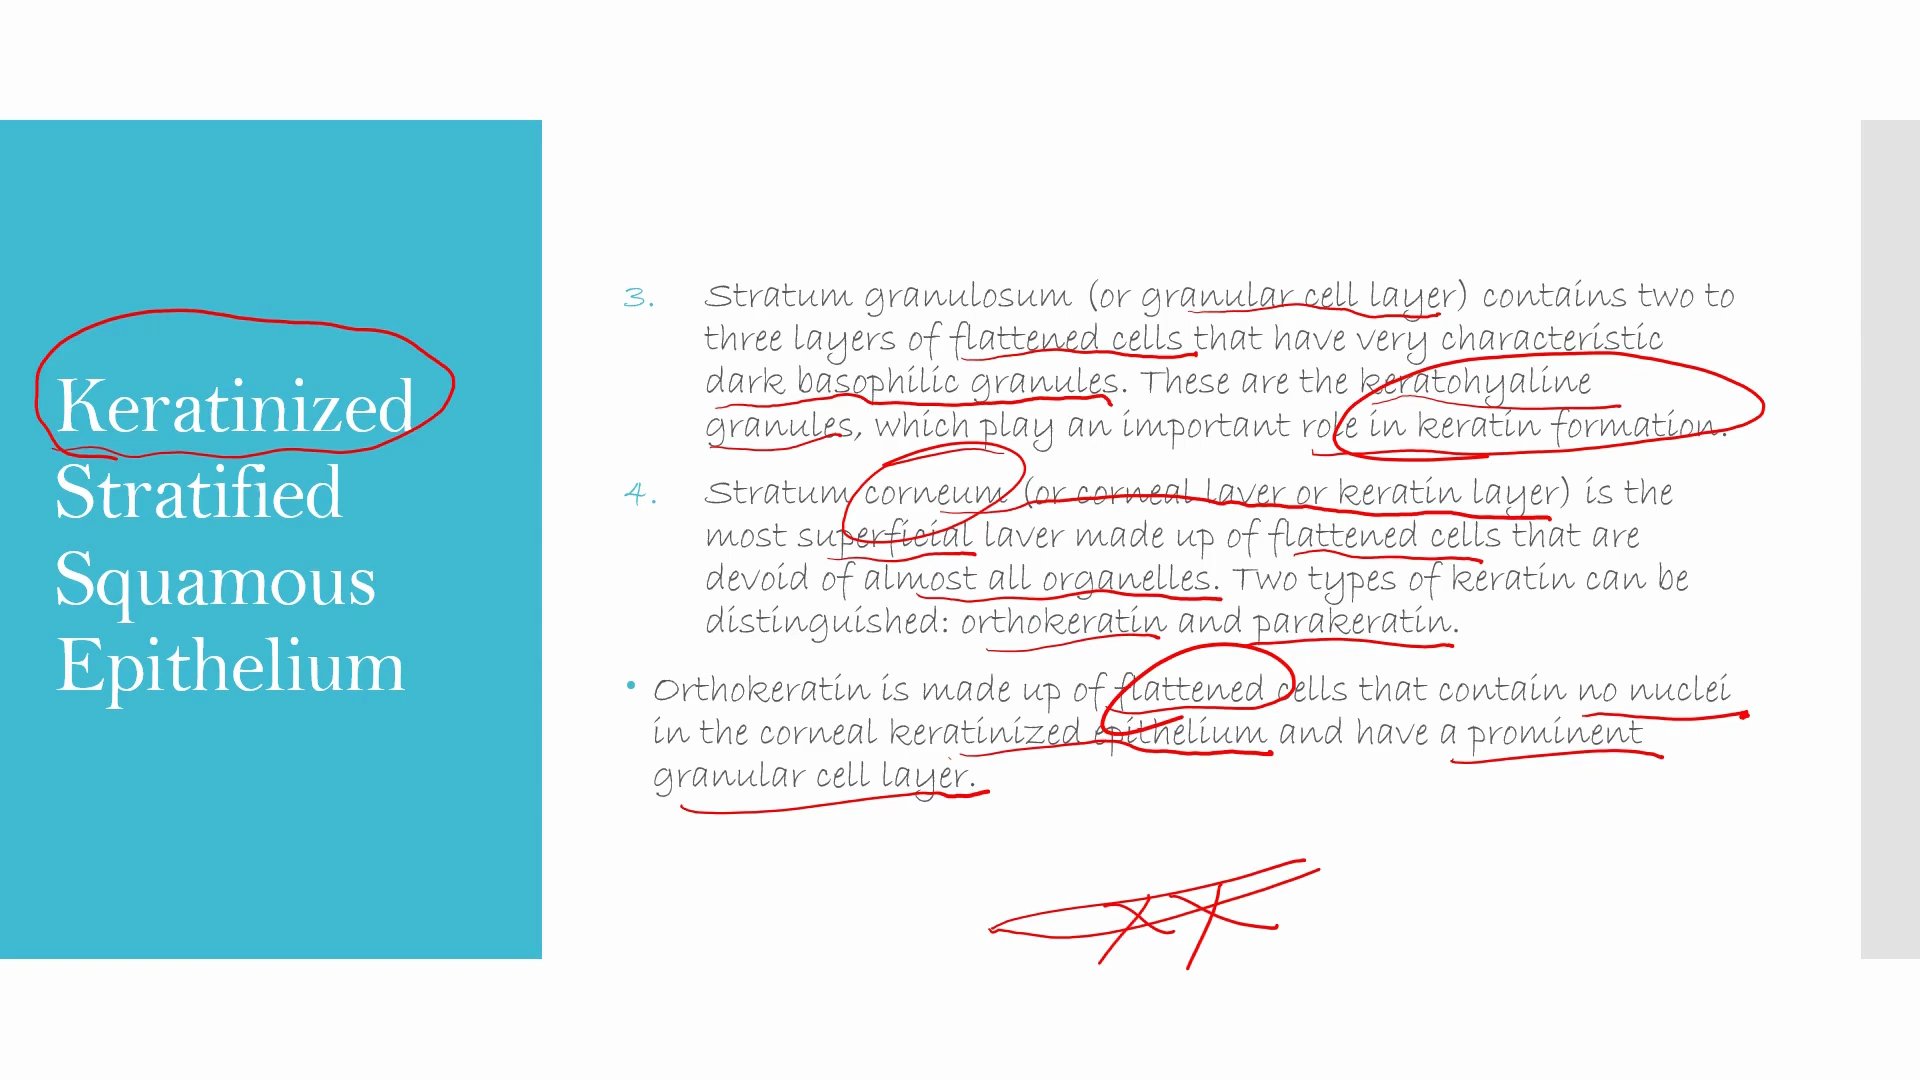 Keratinized
Stratified
Squamous
Epithelium
3. Stratum granulosum (or granular cell layer) contains two to
three layers of flattened cells that have very characteristic
dark basophilic granules. These are the keratohyaline
granules, which play an important role in keratin formation.
4. Stratum corneum (or corneal laver or keratin layer) is the
most superficial laver made up of flattened cells that are
devoid of almost all organelles. Two types of keratin can be
distinguished: orthokeratin and parakeratin.
• Orthokeratin is made up of flattened cells that contain no nuclei
in the corneal keratinized epithelium and have a prominent
granular cell layer.